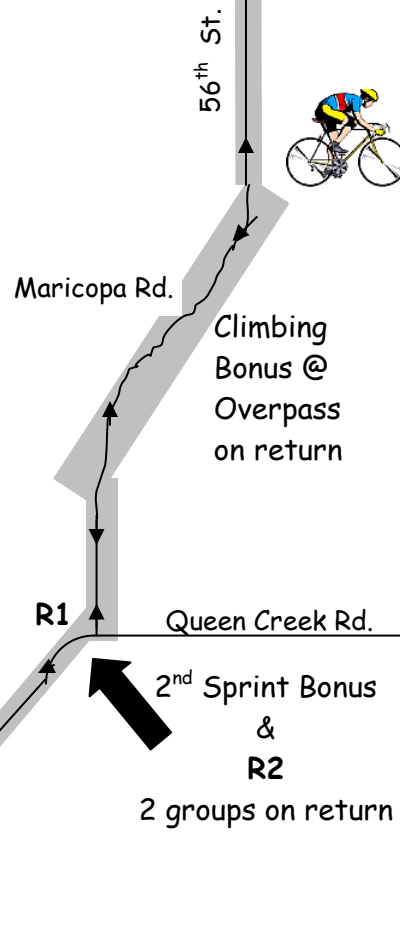 56th St.
Maricopa Rd.
Climbing
Bonus @
Overpass
on return
R1
Queen Creek Rd.
2nd Sprint Bonus
&
R2
2 groups on return